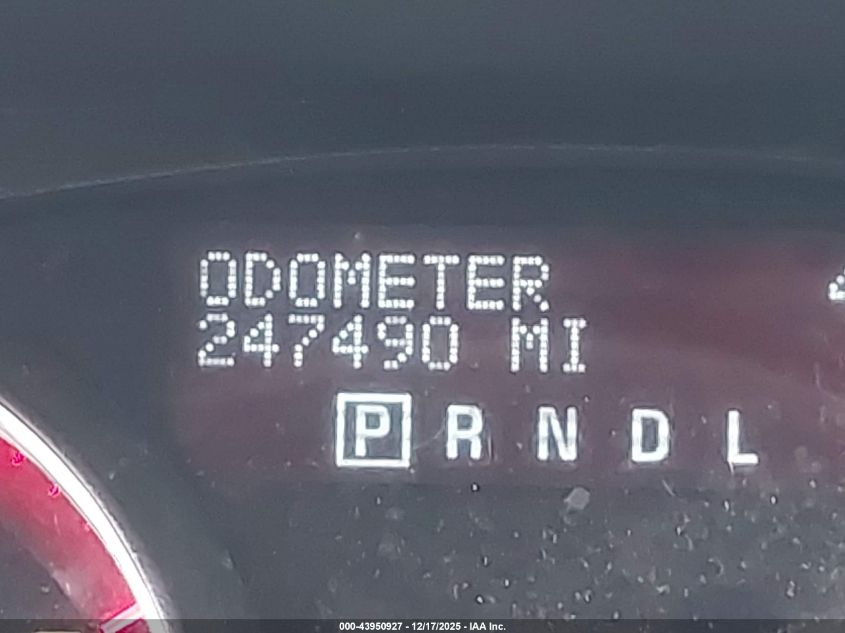 ODOMETER
247490 MI
P R N D L
000-43950927 - 12/17/2025 - IAA Inc.